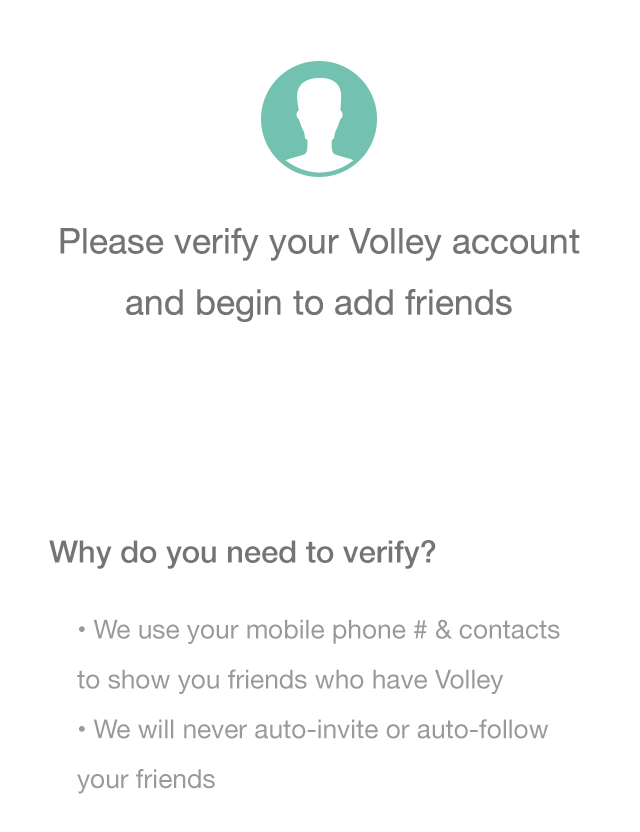 Please verify your Volley account
and begin to add friends
Why do you need to verify?
• We use your mobile phone # & contacts
to show you friends who have Volley
• We will never auto-invite or auto-follow
your friends